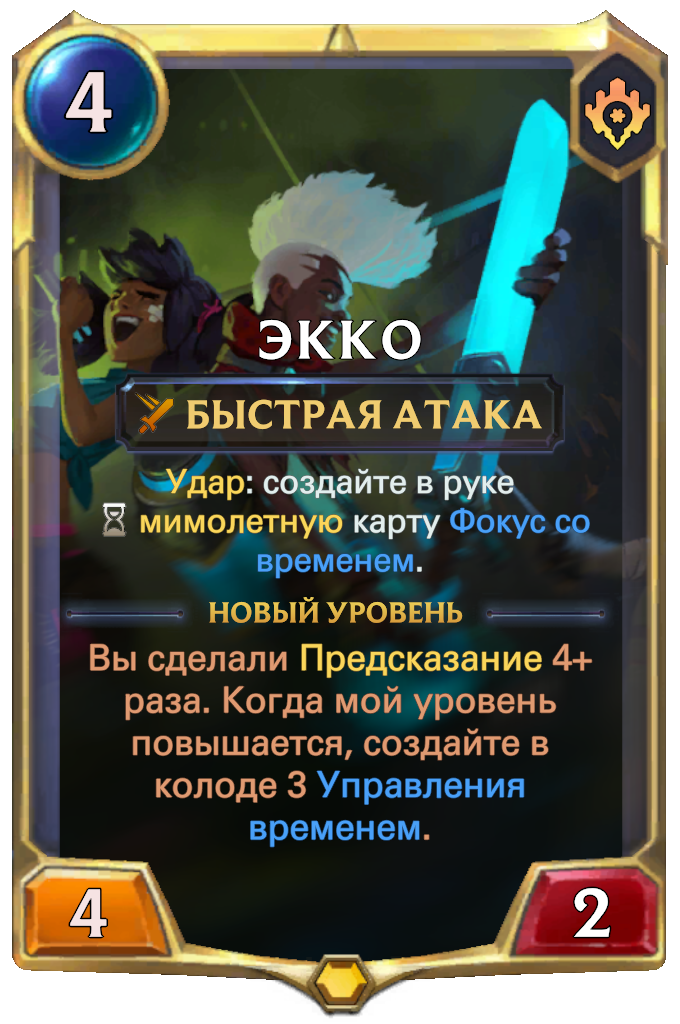 4
ЭККО
БЫСТРАЯ АТАКА
Удар: создайте в руке
мимолетную карту Фокус со
временем.
НОВЫЙ УРОВЕНЬ
Вы сделали Предсказание 4+
раза. Когда мой уровень
повышается, создайте в
колоде 3 Управления
временем.
4
2